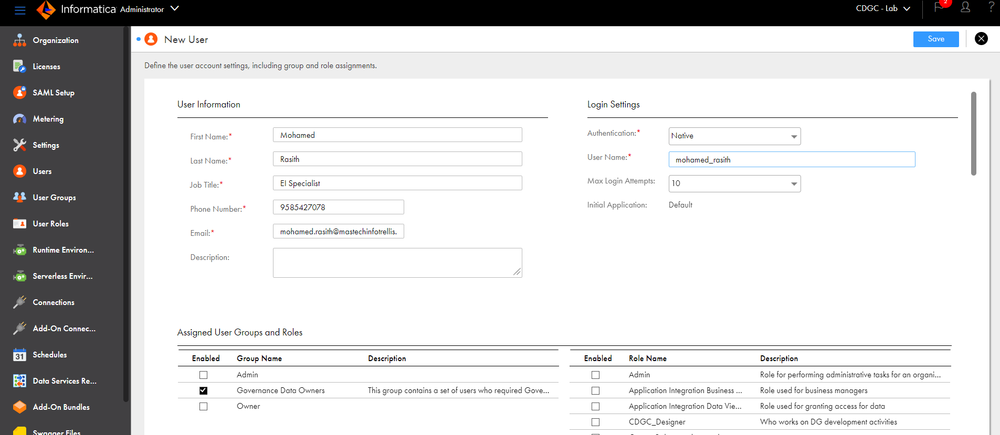 Informatica Administrator
CDGC - Lab
2
?
Organization
Licenses
SAML Setup
Metering
Settings
Users
User Groups
User Roles
Runtime Environ...
Serverless Envir...
Connections
Add-On Connec...
31
Schedules
Data Services Re...
Add-On Bundles
Swagger Files
New User
Save
Define the user account settings, including group and role assignments.
User Information
First Name:*
Mohamed
Last Name:*
Rasith
Job Title:*
EI Specialist
Phone Number:*
9585427078
Email:*
mohamed.rasith@mastechinfotrellis.
Description:
Login Settings
Authentication:*
Native
User Name:*
mohamed_rasith
Max Login Attempts:
10
Initial Application:
Default
Assigned User Groups and Roles
Enabled Group Name Description
Admin
Governance Data Owners This group contains a set of users who required Gove...
Owner
Enabled Role Name Description
Admin Role for performing administrative tasks for an organi...
Application Integration Business ... Role used for business managers
Application Integration Data Vie... Role used for granting access for data
CDGC_Designer Who works on DG development activities